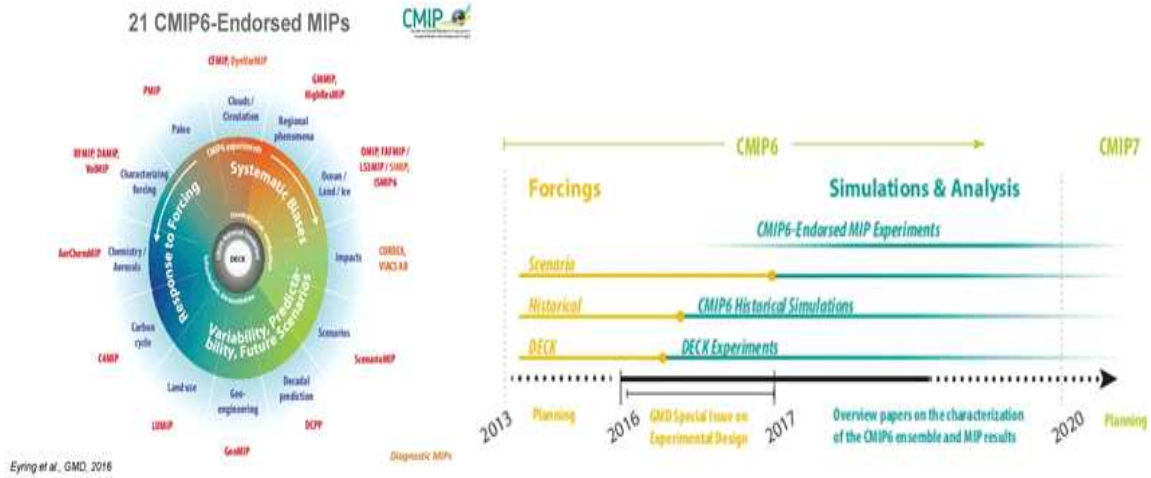 21 CMIP6-Endorsed MIPs
CMIP
CFMIP, DynVarMIP
GMMIP,
HighResMIP
PMIP
Clouds /
Circulation
Regional
phenomena
Paleo
RFMIP, DAMIP,
VolMIP
Characterizing
forcing
CMIP6 experiments
Systematic Biases
OMIP, FAFMIP /
LS3MIP / SIMIP,
ISMIP6
Ocean /
Land / Ice
Response to Forcing
DECK
AerChemMIP
Chemistry /
Aerosols
Impacts
CORDEX,
VIACS AB
Variability, Predicta-
bility, Future Scenarios
Carbon
cycle
Scenarios
C4MIP
ScenarioMIP
Land use
Geo-
engineering
Decadal
prediction
LUMIP
DCPP
GeoMIP
Diagnostic MIPs
Eyring et al., GMD, 2016
CMIP6
CMIP7
Forcings
Simulations & Analysis
CMIP6-Endorsed MIP Experiments
Scenario
Historical
CMIP6 Historical Simulations
DECK
DECK Experiments
2013
Planning
2016
GMD Special Issue on
Experimental Design
2017
Overview papers on the characterization
of the CMIP6 ensemble and MIP results
2020
Planning